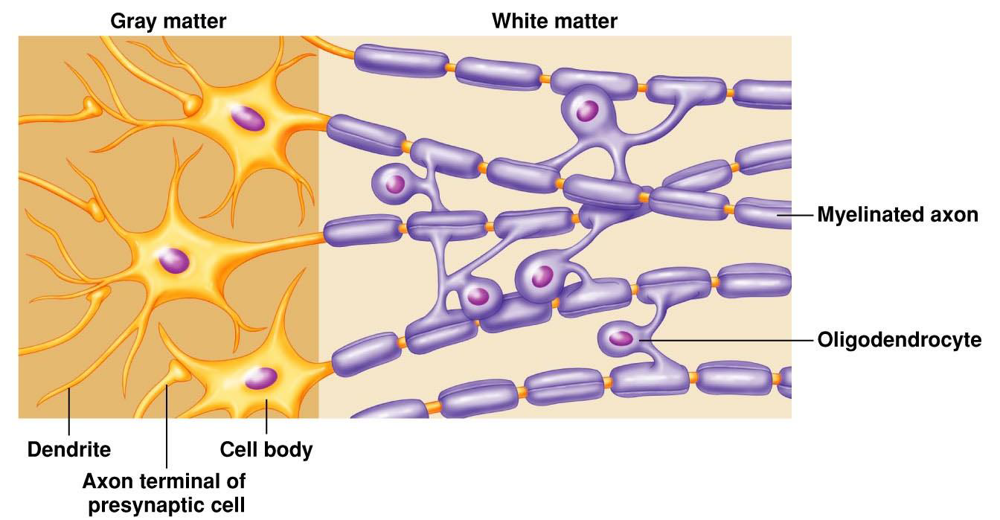 Gray matter
White matter
Myelinated axon
Oligodendrocyte
Dendrite
Cell body
Axon terminal of
presynaptic cell